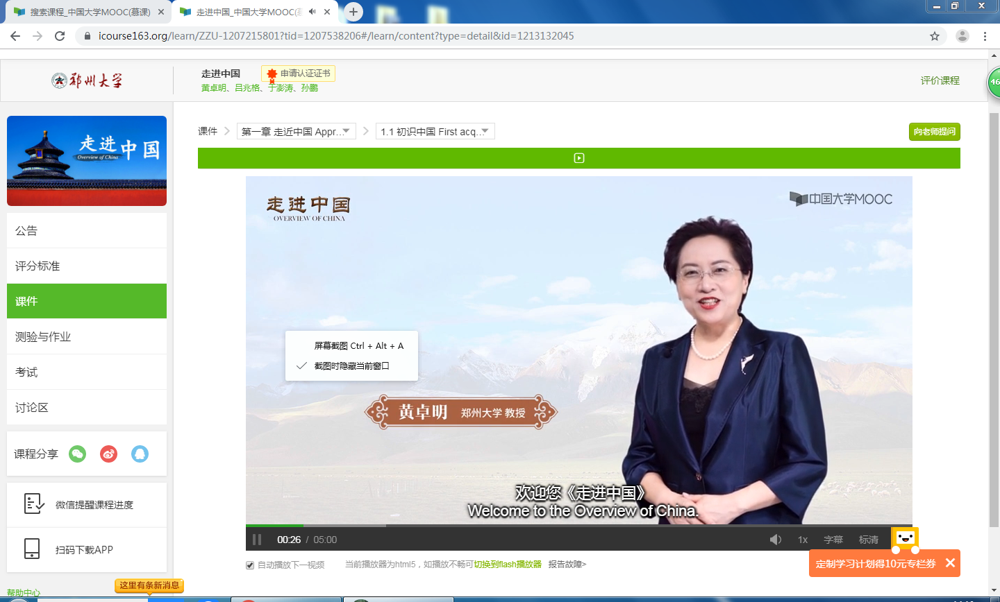 搜索课程_中国大学MOOC(慕课)
走进中国_中国大学MOOC(慕
icourse163.org/learn/ZZU-1207215801?tid=1207538206#/learn/content?type=detail&id=1213132045
郑州大学
走进中国
申请认证证书
黄卓明、吕兆格、于澎涛、孙鹏
评价课程
46
走进中国
Overview of China
公告
评分标准
课件
测验与作业
考试
讨论区
课程分享
微信提醒课程进度
扫码下载APP
帮助中心
这里有条新消息
课件
第一章 走近中国 Appr...
1.1 初识中国 First acq...
向老师提问
走进中国
OVERVIEW OF CHINA
中国大学MOOC
屏幕截图 Ctrl + Alt + A
截图时隐藏当前窗口
黄卓明 郑州大学 教授
欢迎您《走进中国》
Welcome to the Overview of China.
00:26 / 05:00
1x 字幕 标清
自动播放下一视频
当前播放器为html5，如播放不畅可切换到flash播放器 报告故障>
定制学习计划得10元专栏券